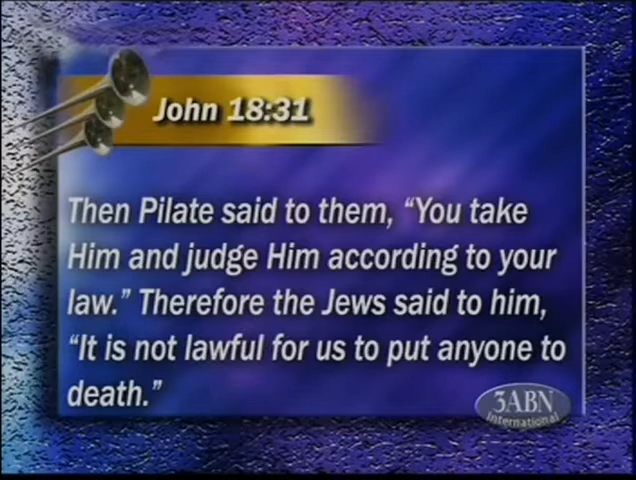 John 18:31
Then Pilate said to them, “You take
Him and judge Him according to your
law.” Therefore the Jews said to him,
“It is not lawful for us to put anyone to
death.”
3ABN
International